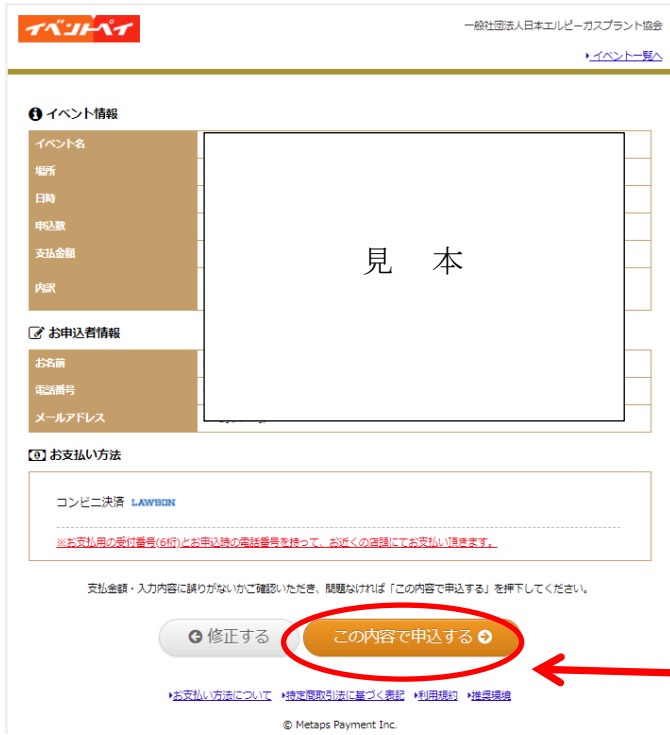 イベントペイ
一般社団法人日本エルピーガスプラント協会
イベント一覧へ
イベント情報
イベント名
場所
日時
申込数
支払金額
内訳
見 本
お申込者情報
お名前
電話番号
メールアドレス
お支払い方法
コンビニ決済 LAWSON
※お支払用の受付番号(6桁)とお申込時の電話番号を持って、お近くの店頭にてお支払い頂きます。
支払金額・入力内容に誤りがないかご確認いただき、問題なければ「この内容で申込する」を押下してください。
修正する この内容で申込する
お支払い方法について 特定商取引法に基づく表記 利用規約 推奨環境
© Metaps Payment Inc.